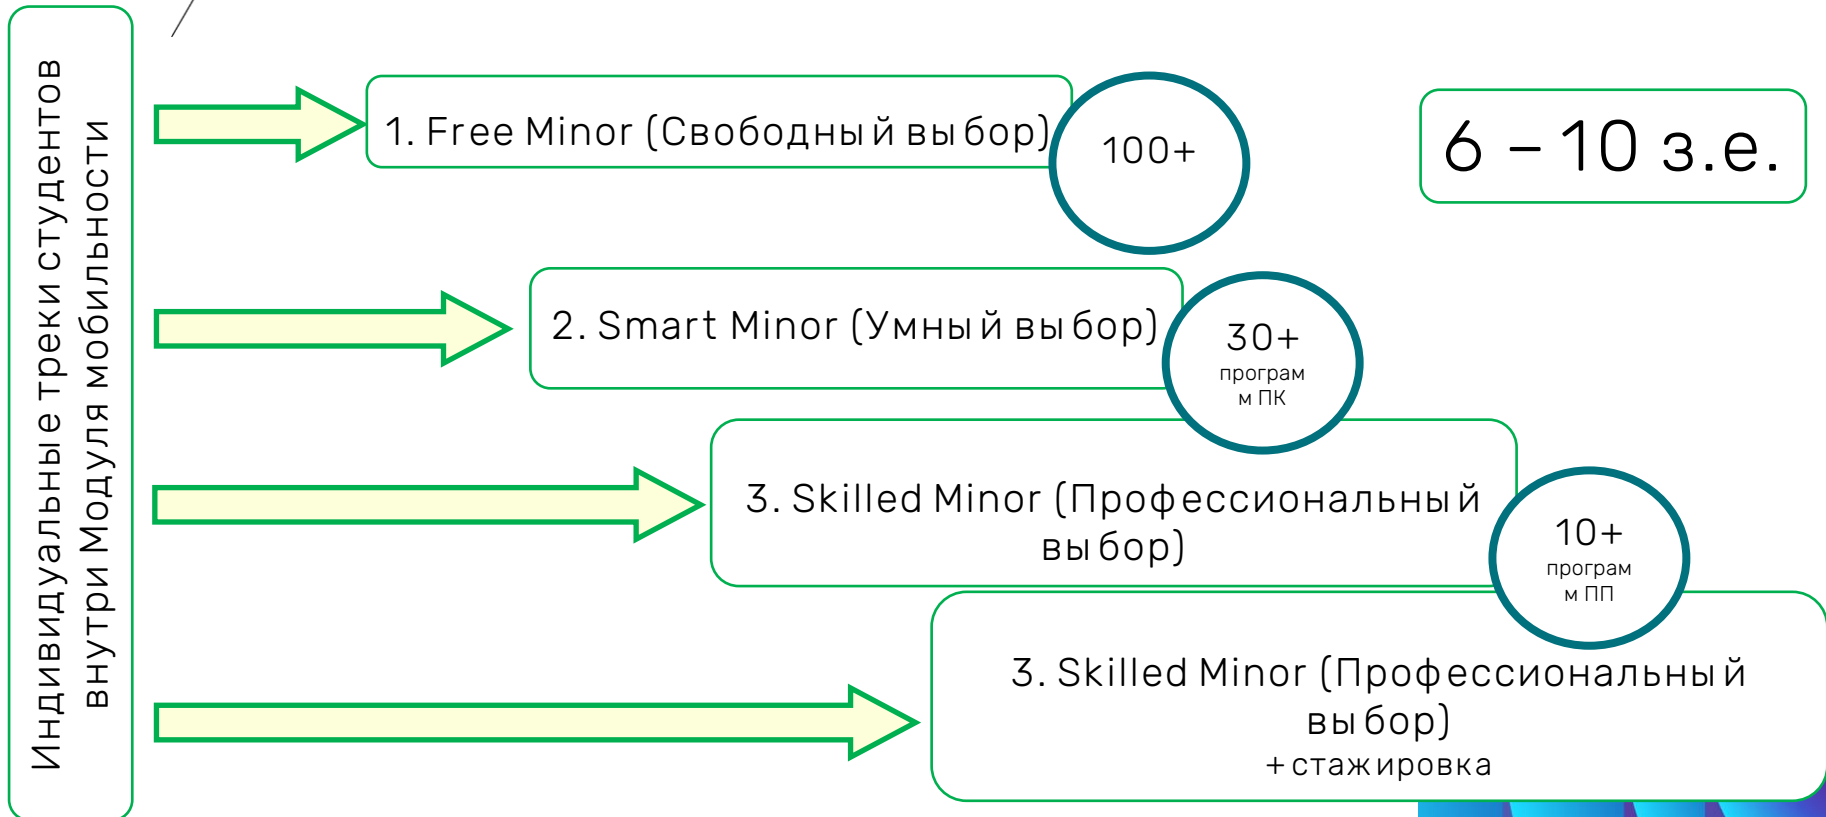 Индивидуальные треки студентов
внутри Модуля мобильности
1. Free Minor (Свободный выбор)
100+
6 – 10 з.е.
2. Smart Minor (Умный выбор)
30+
програм
м ПК
3. Skilled Minor (Профессиональный
выбор)
10+
програм
м ПП
3. Skilled Minor (Профессиональный
выбор)
+ стажировка